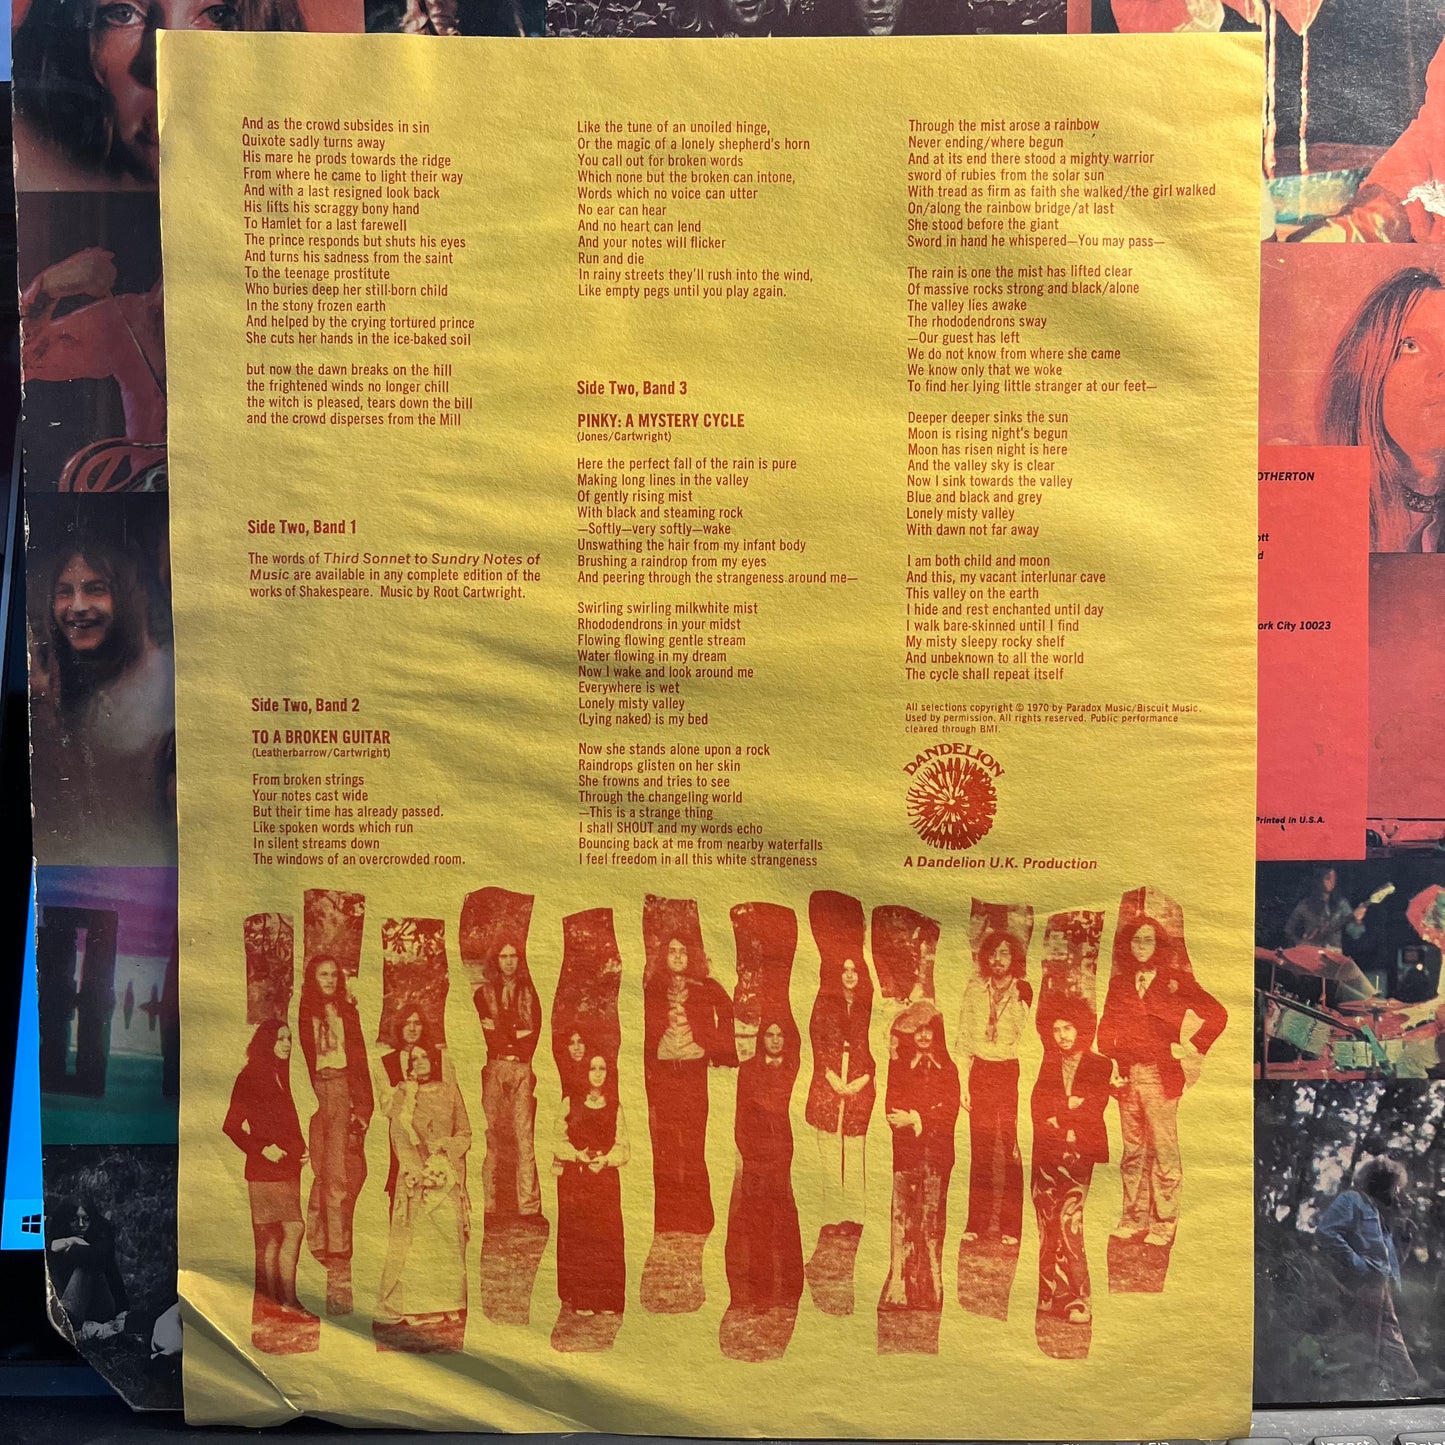 And as the crowd subsides in sin
Quixote sadly turns away
His mare he prods towards the ridge
From where he came to light their way
And with a last resigned look back
His lifts his scraggy bony hand
To Hamlet for a last farewell
The prince responds but shuts his eyes
And turns his sadness from the saint
To the teenage prostitute
Who buries deep her still-born child
In the stony frozen earth
And helped by the crying tortured prince
She cuts her hands in the ice-baked soil
but now the dawn breaks on the hill
the frightened winds no longer chill
the witch is pleased, tears down the bill
and the crowd disperses from the Mill
Side Two, Band 1
The words of Third Sonnet to Sundry Notes of
Music are available in any complete edition of the
works of Shakespeare. Music by Root Cartwright.
Side Two, Band 2
TO A BROKEN GUITAR
(Leatherbarrow/Cartwright)
From broken strings
Your notes cast wide
But their time has already passed.
Like spoken words which run
In silent streams down
The windows of an overcrowded room.
Like the tune of an unoiled hinge,
Or the magic of a lonely shepherd's horn
You call out for broken words
Which none but the broken can intone,
Words which no voice can utter
No ear can hear
And no heart can lend
And your notes will flicker
Run and die
In rainy streets they'll rush into the wind,
Like empty pegs until you play again.
Side Two, Band 3
PINKY: A MYSTERY CYCLE
(Jones/Cartwright)
Here the perfect fall of the rain is pure
Making long lines in the valley
Of gently rising mist
With black and steaming rock
—Softly—very softly—wake
Unswathing the hair from my infant body
Brushing a raindrop from my eyes
And peering through the strangeness around me—
Swirling swirling milkwhite mist
Rhododendrons in your midst
Flowing flowing gentle stream
Water flowing in my dream
Now I wake and look around me
Everywhere is wet
Lonely misty valley
(Lying naked) is my bed
Now she stands alone upon a rock
Raindrops glisten on her skin
She frowns and tries to see
Through the changeling world
—This is a strange thing
I shall SHOUT and my words echo
Bouncing back at me from nearby waterfalls
I feel freedom in all this white strangeness
Through the mist arose a rainbow
Never ending/where begun
And at its end there stood a mighty warrior
sword of rubies from the solar sun
With tread as firm as faith she walked/the girl walked
On/along the rainbow bridge/at last
She stood before the giant
Sword in hand he whispered—You may pass—
The rain is one the mist has lifted clear
Of massive rocks strong and black/alone
The valley lies awake
The rhododendrons sway
—Our guest has left
We do not know from where she came
We know only that we woke
To find her lying little stranger at our feet—
Deeper deeper sinks the sun
Moon is rising night's begun
Moon has risen night is here
And the valley sky is clear
Now I sink towards the valley
Blue and black and grey
Lonely misty valley
With dawn not far away
I am both child and moon
And this, my vacant interlunar cave
This valley on the earth
I hide and rest enchanted until day
I walk bare-skinned until I find
My misty sleepy rocky shelf
And unbeknown to all the world
The cycle shall repeat itself
All selections copyright © 1970 by Paradox Music/Biscuit Music.
Used by permission. All rights reserved. Public performance
cleared through BMI.
DANDELION
A Dandelion U.K. Production
OTHERTON
ott
d
ork City 10023
Printed in U.S.A.